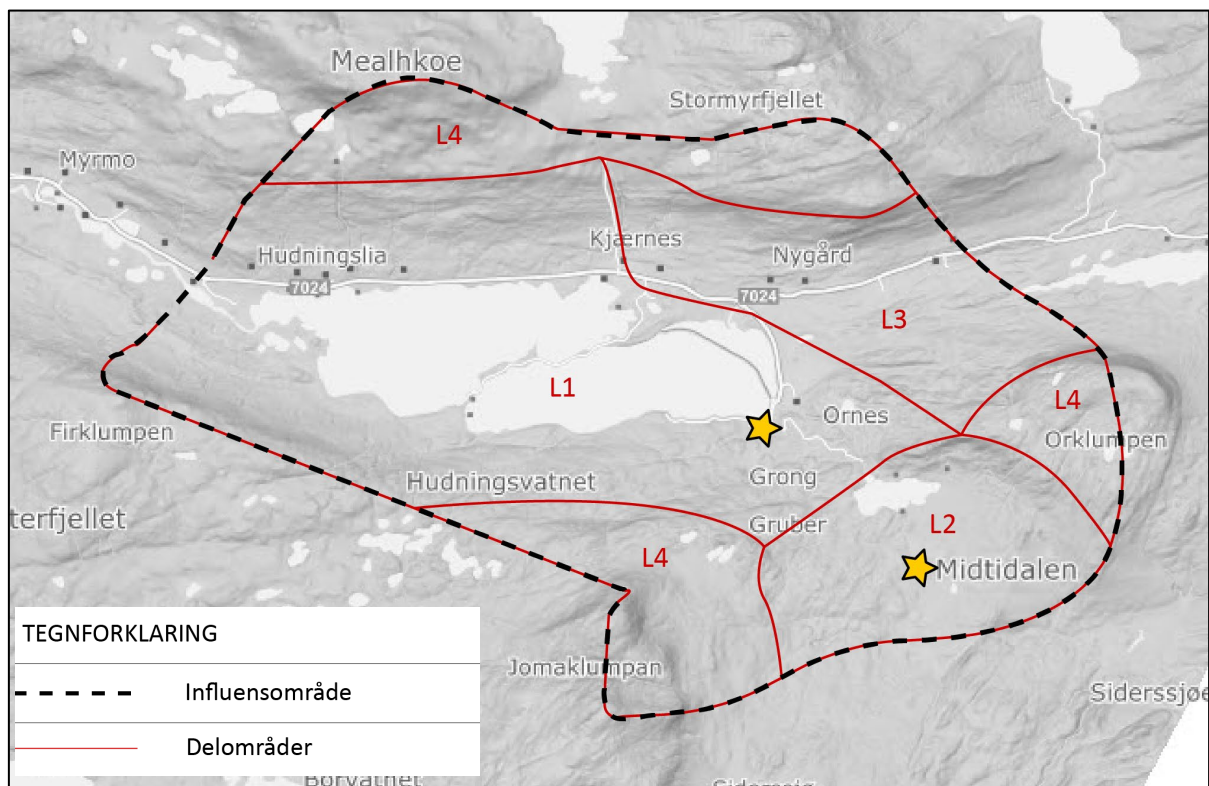 Mealhkoe
Stormyrfjellet
L4
Myrmo
Kjærnes
Hudningslia
Nygård
7024
7024
L3
L1
L4
Ornes
Firklumpen
Orklumpen
Grong
Hudningsvatnet
terfjellet
Gruber
L2
L4
Midtidalen
TEGNFORKLARING
Jomaklumpan
Influensområde
Siderssjøe
Delområder